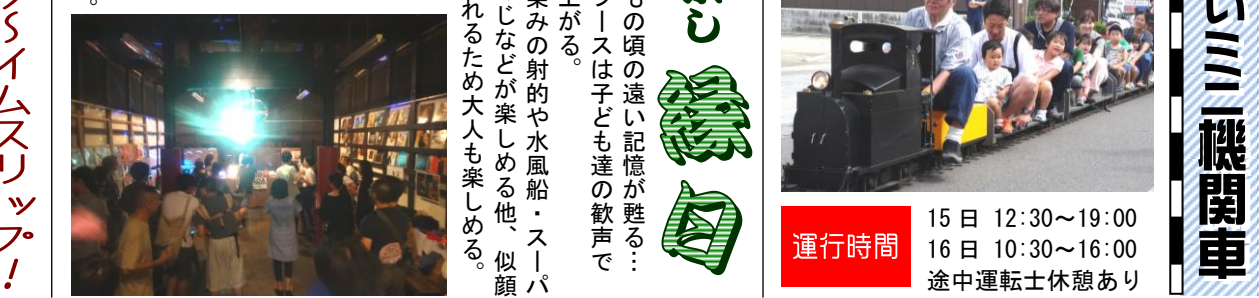 いミニ機関車
運行時間
15日 12:30～19:00
16日 10:30～16:00
途中運転士休憩あり
し縁日
の頃の遠い記憶が甦る…
ースは子ども達の歓声で
がる。
みの射的や水風船・スーパ
じなどが楽しめる他、似顔
れるため大人も楽しめる。
。
～イムスリップ！